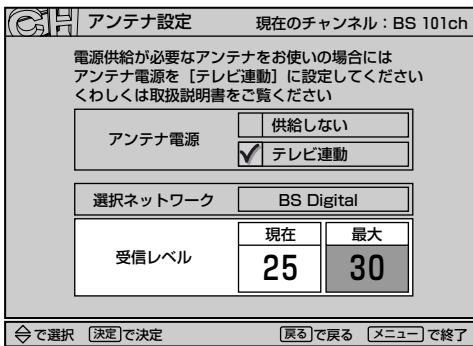 CH アンテナ設定 現在のチャンネル：BS 101ch
電源供給が必要なアンテナをお使いの場合には
アンテナ電源を［テレビ連動］に設定してください
くわしくは取扱説明書をご覧ください
アンテナ電源
供給しない
テレビ連動
選択ネットワーク BS Digital
受信レベル
現在 最大
25 30
で選択 決定で決定 戻るで戻る メニューで終了